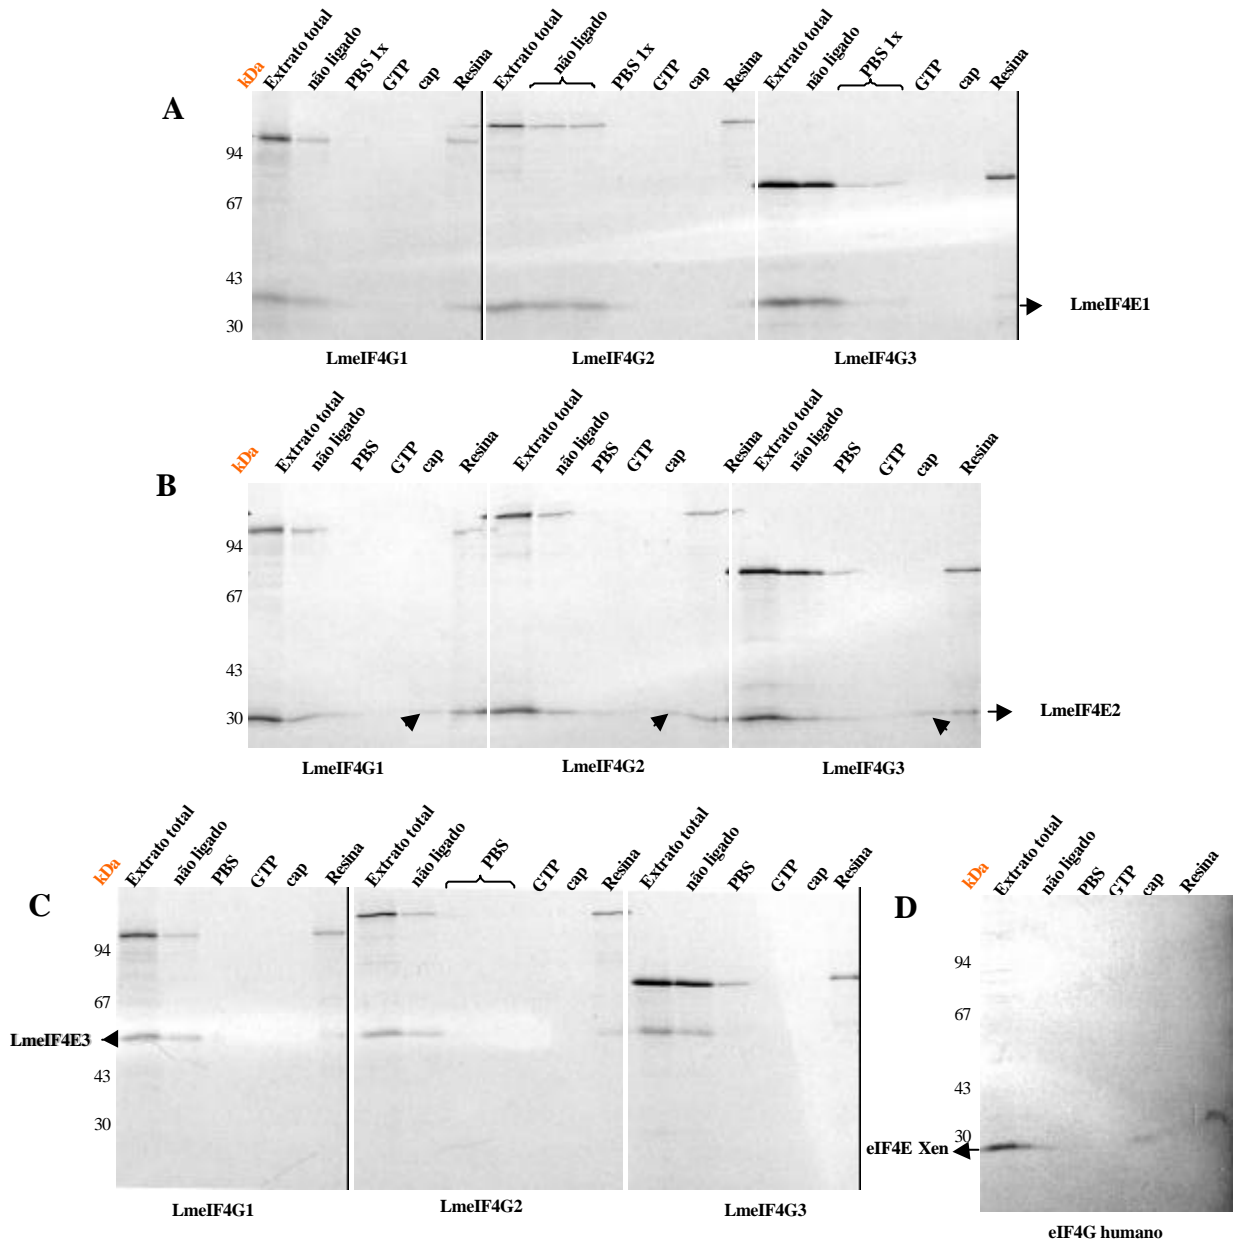 A
kDa
Extrato total
não ligado
PBS 1x
GTP
cap
Resina
Extrato total
não ligado
PBS 1x
GTP
cap
Resina
Extrato total
não ligado
PBS 1x
GTP
cap
Resina
94
67
43
30
LmeIF4E1
LmeIF4G1
LmeIF4G2
LmeIF4G3
B
kDa
Extrato total
não ligado
PBS
GTP
cap
Resina
Extrato total
não ligado
PBS
GTP
cap
Resina
Extrato total
não ligado
PBS
GTP
cap
Resina
94
67
43
30
LmeIF4E2
LmeIF4G1
LmeIF4G2
LmeIF4G3
C
kDa
Extrato total
não ligado
PBS
GTP
cap
Resina
Extrato total
não ligado
PBS
GTP
cap
Resina
Extrato total
não ligado
PBS
GTP
cap
Resina
94
67
LmeIF4E3
43
30
LmeIF4G1
LmeIF4G2
LmeIF4G3
D
kDa
Extrato total
não ligado
PBS
GTP
cap
Resina
94
67
43
30
eIF4E Xen
eIF4G humano